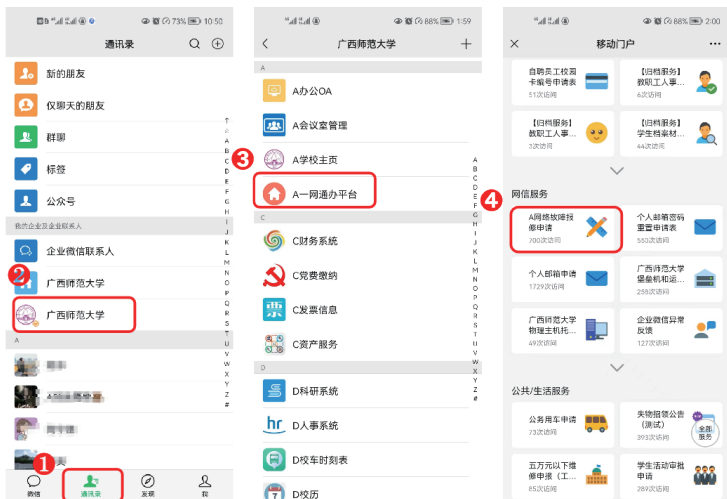 73% 10:50
通讯录
新的朋友
仅聊天的朋友
群聊
标签
公众号
我的企业及企业联系人
企业微信联系人
2
广西师范大学
广西师范大学
A
1
微信
通讯录
发现
我
A
B
C
D
E
F
G
H
I
J
K
L
M
N
O
P
Q
R
S
T
U
V
W
X
Y
Z
#
88% 1:59
广西师范大学
A
A办公OA
A会议室管理
3
A学校主页
A一网通办平台
C
C财务系统
C党费缴纳
票
C发票信息
C资产服务
D
D科研系统
hr
D人事系统
D校车时刻表
7
D校历
A
B
C
D
E
F
G
H
I
J
K
L
M
N
O
P
Q
R
S
T
U
V
W
X
Y
Z
#
88% 2:00
移动门户
自聘员工校园
卡编号申请表
51次访问
【归档服务】
教职工人事...
6次访问
【归档服务】
教职工人事...
3次访问
【归档服务】
学生档案材...
44次访问
4
网信服务
A网络故障报
修申请
700次访问
个人邮箱密码
重置申请表
553次访问
个人邮箱申请
1729次访问
广西师范大学
堡垒机和运...
255次访问
广西师范大学
物理主机托...
49次访问
企业微信异常
反馈
127次访问
公共/生活服务
公务用车申请
73次访问
失物招领公告
(测试)
393次访问
全部
服务
五万元以下维
修申报（工...
85次访问
学生活动审批
申请
289次访问